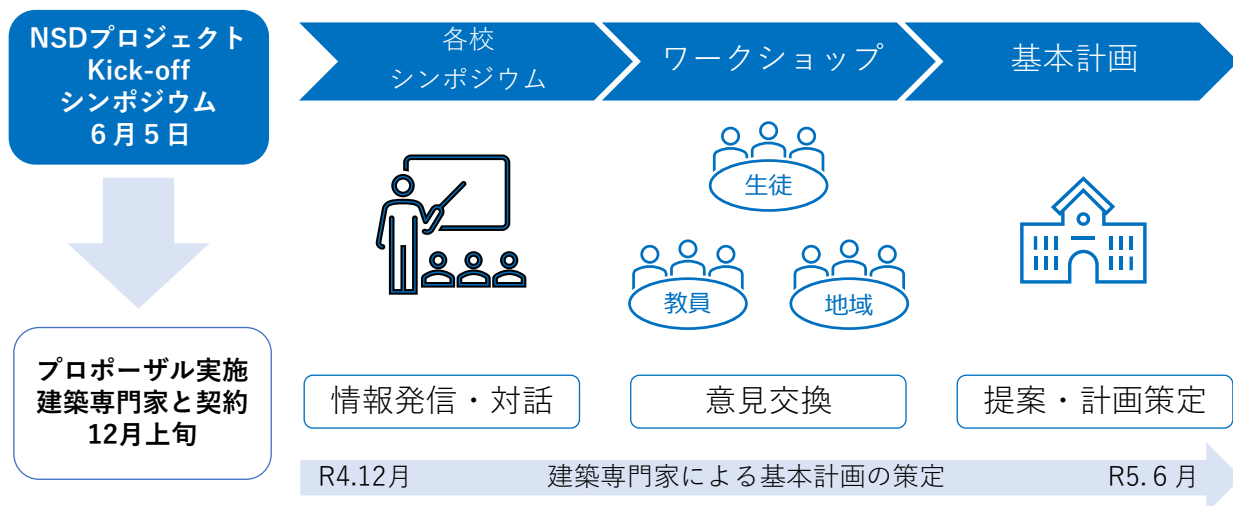 NSDプロジェクト
Kick-off
シンポジウム
６月５日
プロポーザル実施
建築専門家と契約
12月上旬
各校
シンポジウム
ワークショップ
基本計画
生徒
教員
地域
情報発信・対話
意見交換
提案・計画策定
R4.12月
建築専門家による基本計画の策定
R5.６月